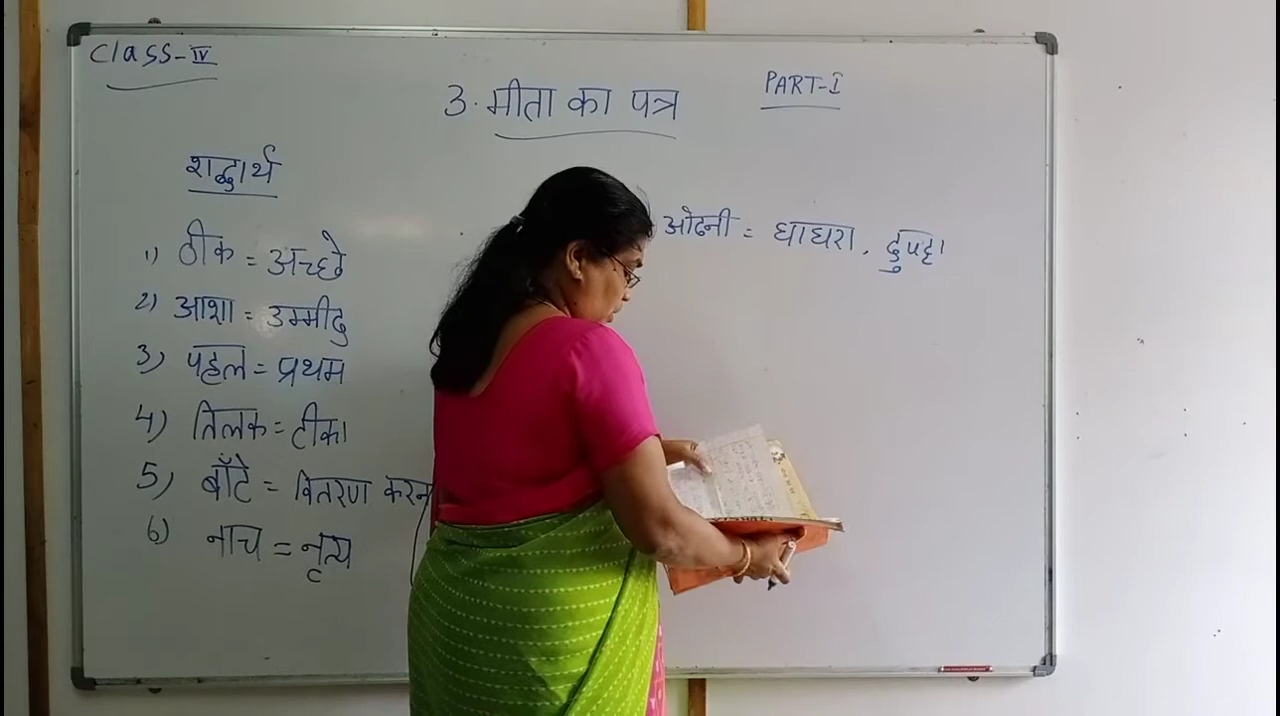 Class-IV
3. मीता का पत्र
PART-I
शब्दार्थ
1) ठीक = अच्छे
2) आशा = उम्मीद
3) पहल = प्रथम
4) तिलक = टीका
5) बाँटे = वितरण करन
6) नाच = नृत्य
ओढनी = घाघरा, दुपट्टा